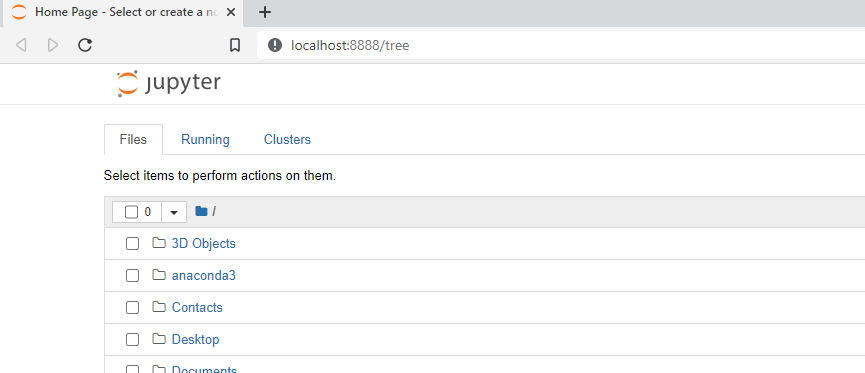 Home Page - Select or create a no
localhost:8888/tree
jupyter
Files Running Clusters
Select items to perform actions on them.
0 /
3D Objects
anaconda3
Contacts
Desktop
Documents